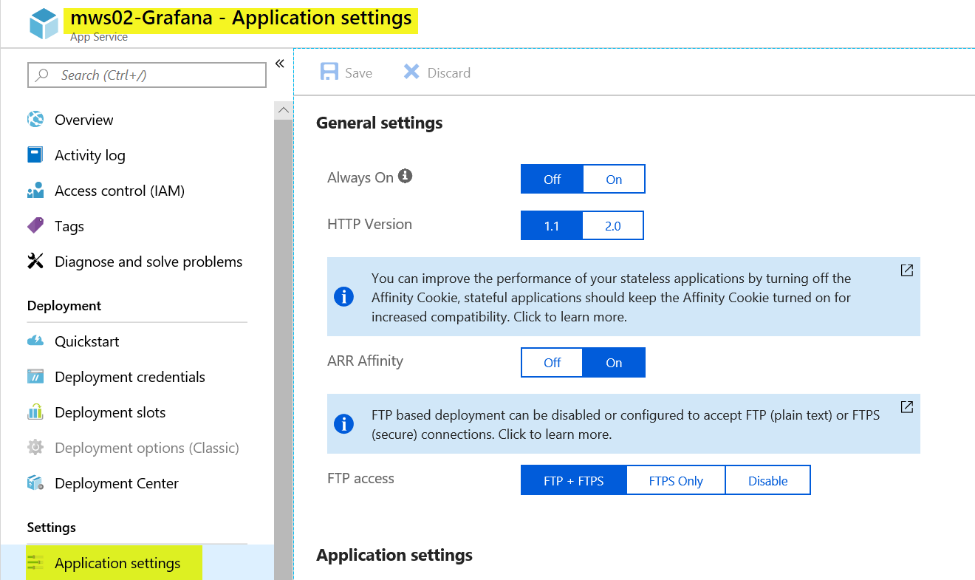 mws02-Grafana - Application settings
App Service
Search (Ctrl+/)
«
Overview
Activity log
Access control (IAM)
Tags
Diagnose and solve problems
Deployment
Quickstart
Deployment credentials
Deployment slots
Deployment options (Classic)
Deployment Center
Settings
Application settings
Save Discard
General settings
Always On Off On
HTTP Version 1.1 2.0
You can improve the performance of your stateless applications by turning off the
Affinity Cookie, stateful applications should keep the Affinity Cookie turned on for
increased compatibility. Click to learn more.
ARR Affinity Off On
FTP based deployment can be disabled or configured to accept FTP (plain text) or FTPS
(secure) connections. Click to learn more.
FTP access FTP + FTPS FTPS Only Disable
Application settings